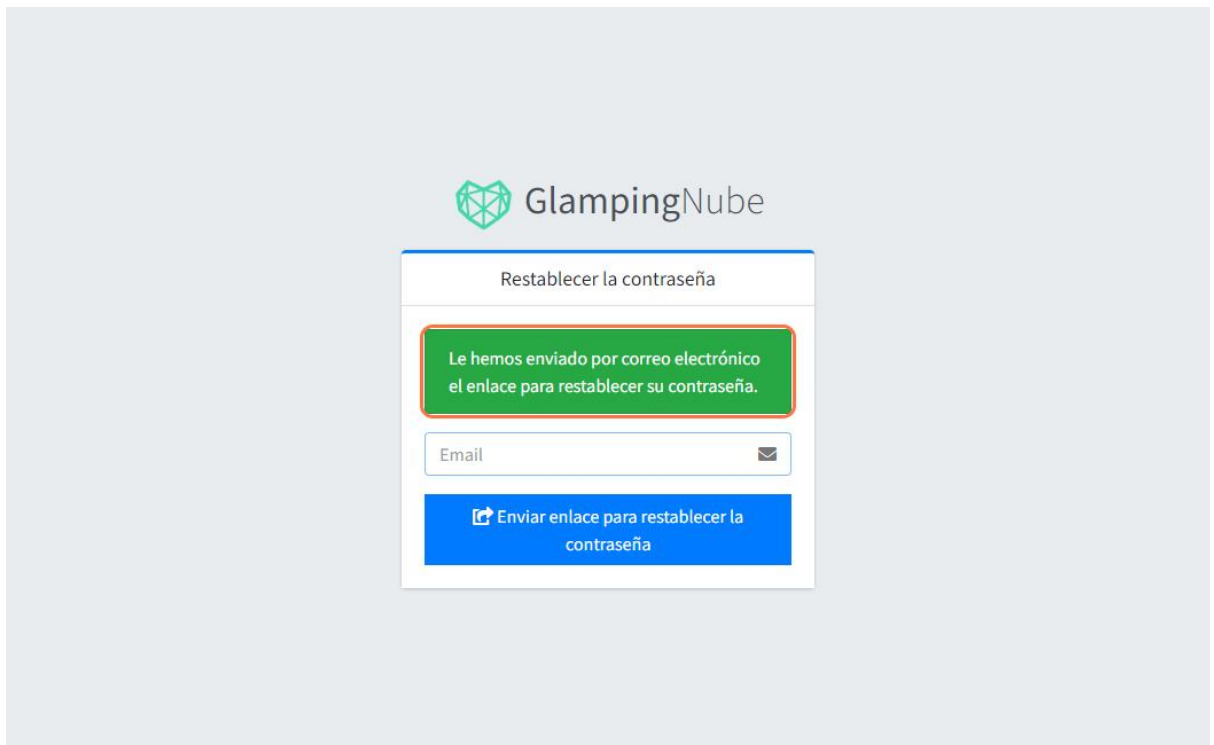 GlampingNube
Restablecer la contraseña
Le hemos enviado por correo electrónico
el enlace para restablecer su contraseña.
Email
Enviar enlace para restablecer la
contraseña